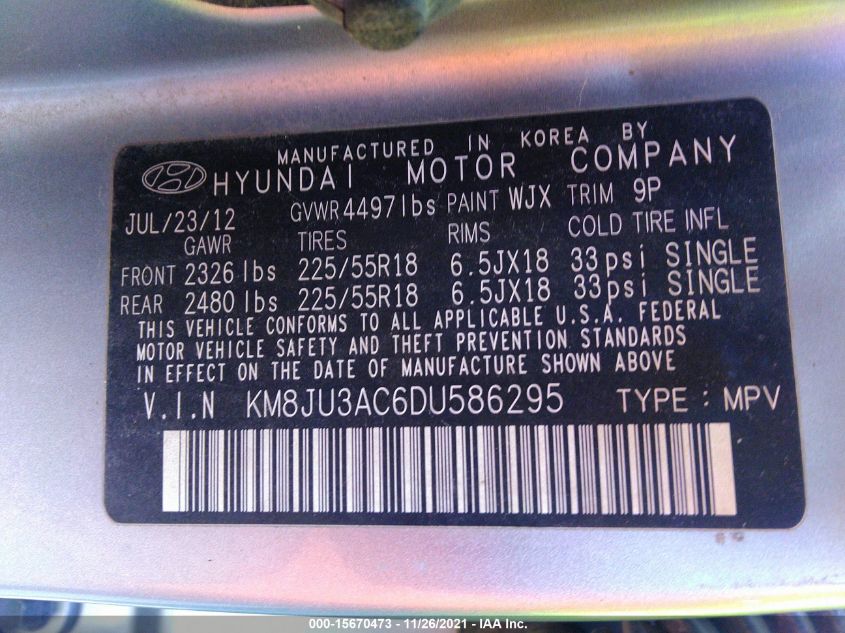 MANUFACTURED IN KOREA BY
HYUNDAI MOTOR COMPANY
JUL/23/12 GVWR 4497lbs PAINT WJX TRIM 9P
GAWR TIRES RIMS COLD TIRE INFL
FRONT 2326 lbs 225/55R18 6.5JX18 33psi SINGLE
REAR 2480 lbs 225/55R18 6.5JX18 33psi SINGLE
THIS VEHICLE CONFORMS TO ALL APPLICABLE U.S.A. FEDERAL
MOTOR VEHICLE SAFETY AND THEFT PREVENTION STANDARDS
IN EFFECT ON THE DATE OF MANUFACTURE SHOWN ABOVE
V.I.N KM8JU3AC6DU586295 TYPE : MPV
000-15670473 - 11/26/2021 - IAA Inc.